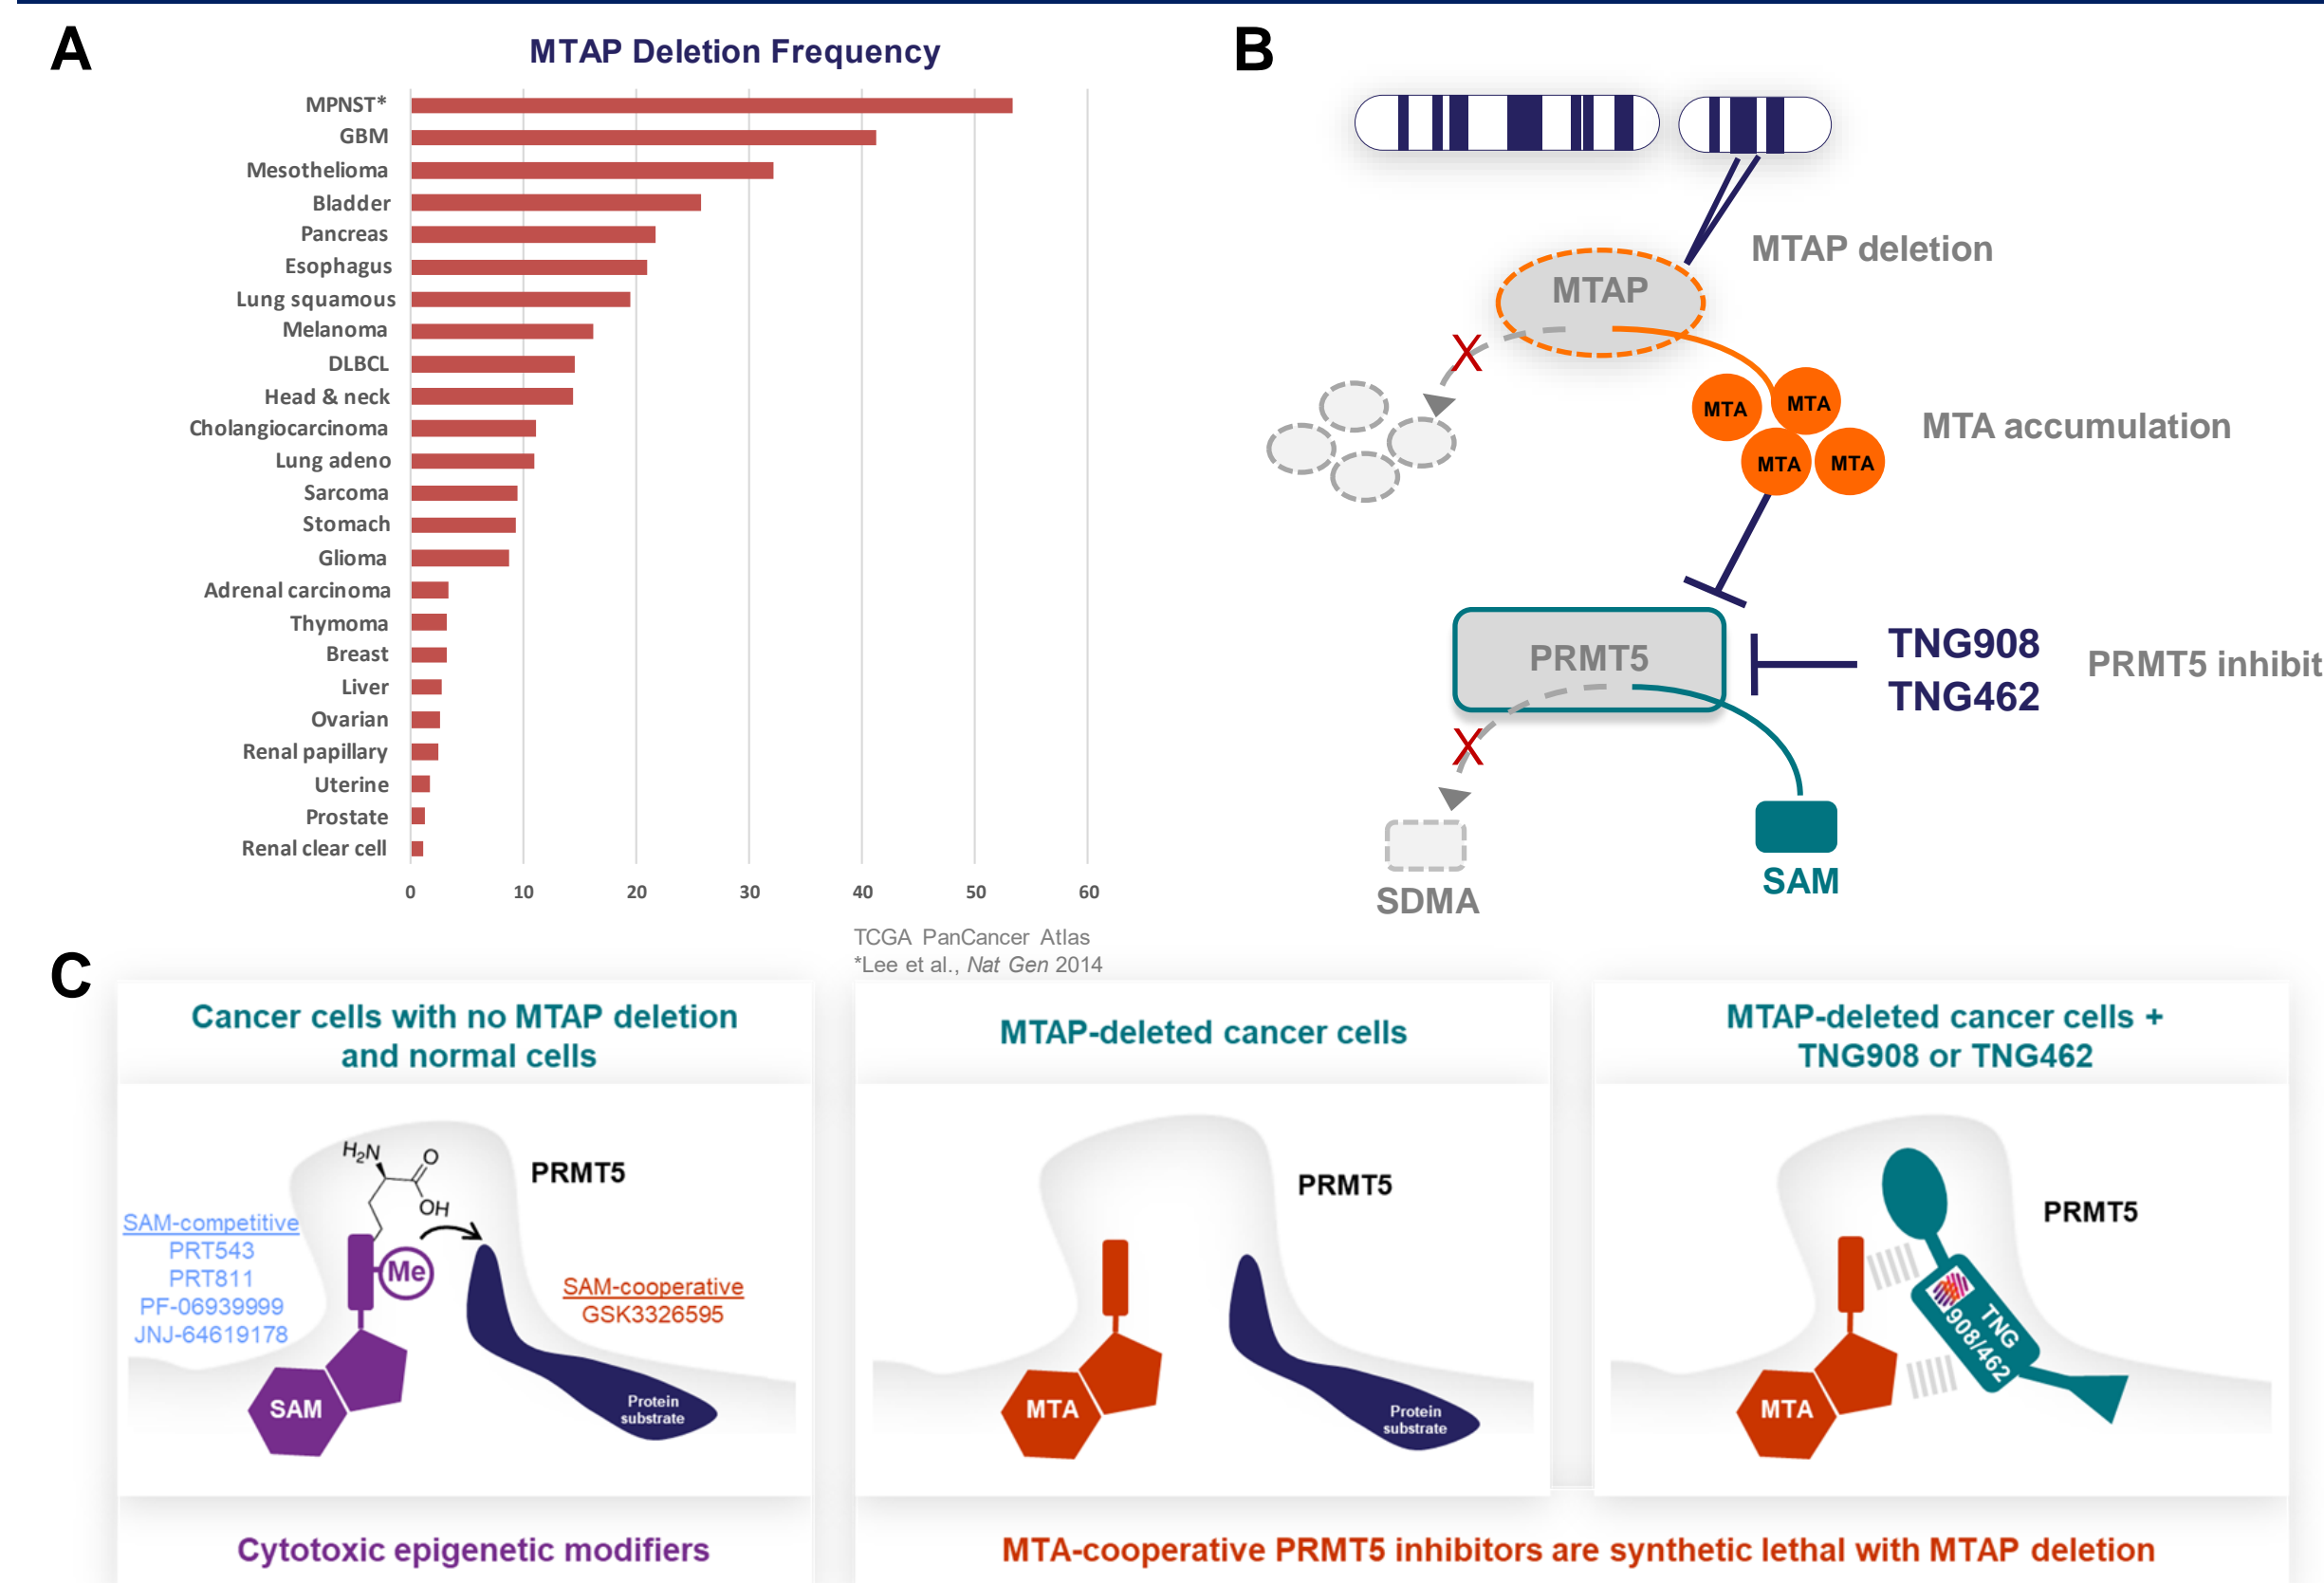 A
MTAP Deletion Frequency
MPNST*
GBM
Mesothelioma
Bladder
Pancreas
Esophagus
Lung squamous
Melanoma
DLBCL
Head & neck
Cholangiocarcinoma
Lung adeno
Sarcoma
Stomach
Glioma
Adrenal carcinoma
Thymoma
Breast
Liver
Ovarian
Renal papillary
Uterine
Prostate
Renal clear cell
0 10 20 30 40 50 60
TCGA PanCancer Atlas
*Lee et al., Nat Gen 2014
B
MTAP deletion
MTAP
X
MTA
MTA
MTA
MTA
MTA accumulation
PRMT5
TNG908
TNG462
PRMT5 inhibit
X
SDMA
SAM
C
Cancer cells with no MTAP deletion
and normal cells
H₂N
O
OH
PRMT5
SAM-competitive
PRT543
PRT811
PF-06939999
JNJ-64619178
Me
SAM-cooperative
GSK3326595
SAM
Protein
substrate
Cytotoxic epigenetic modifiers
MTAP-deleted cancer cells
PRMT5
MTA
Protein
substrate
MTAP-deleted cancer cells +
TNG908 or TNG462
PRMT5
TNG
908/462
MTA
MTA-cooperative PRMT5 inhibitors are synthetic lethal with MTAP deletion